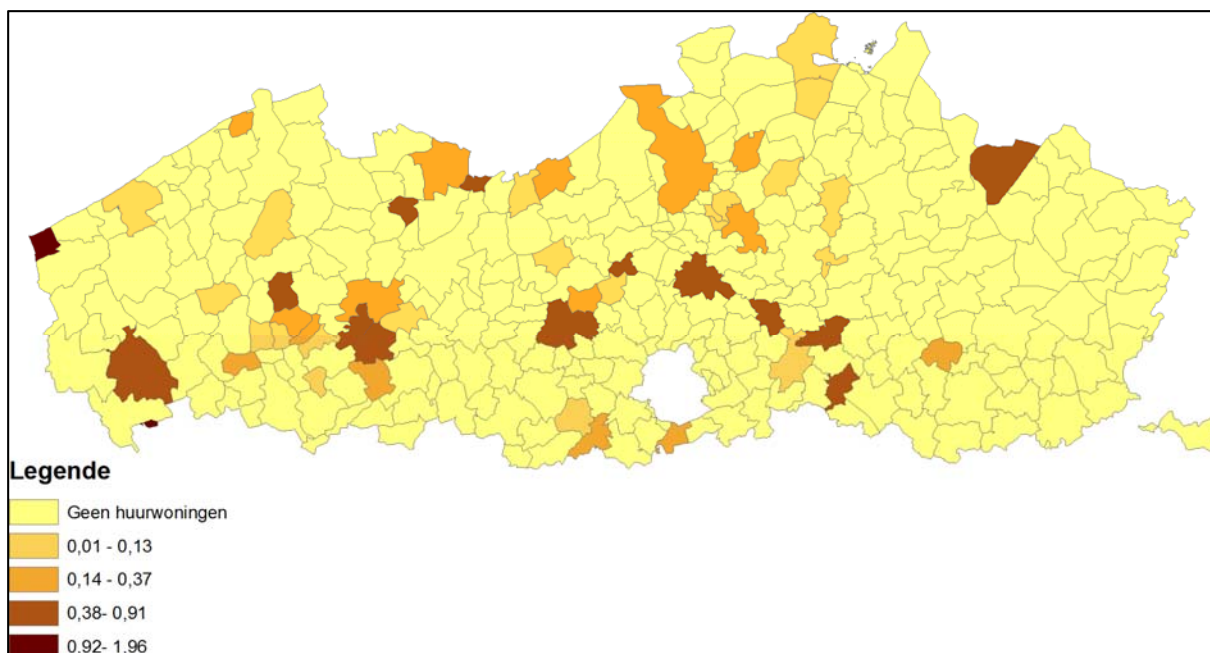 Legende
Geen huurwoningen
0,01 - 0,13
0,14 - 0,37
0,38- 0,91
0,92- 1,96